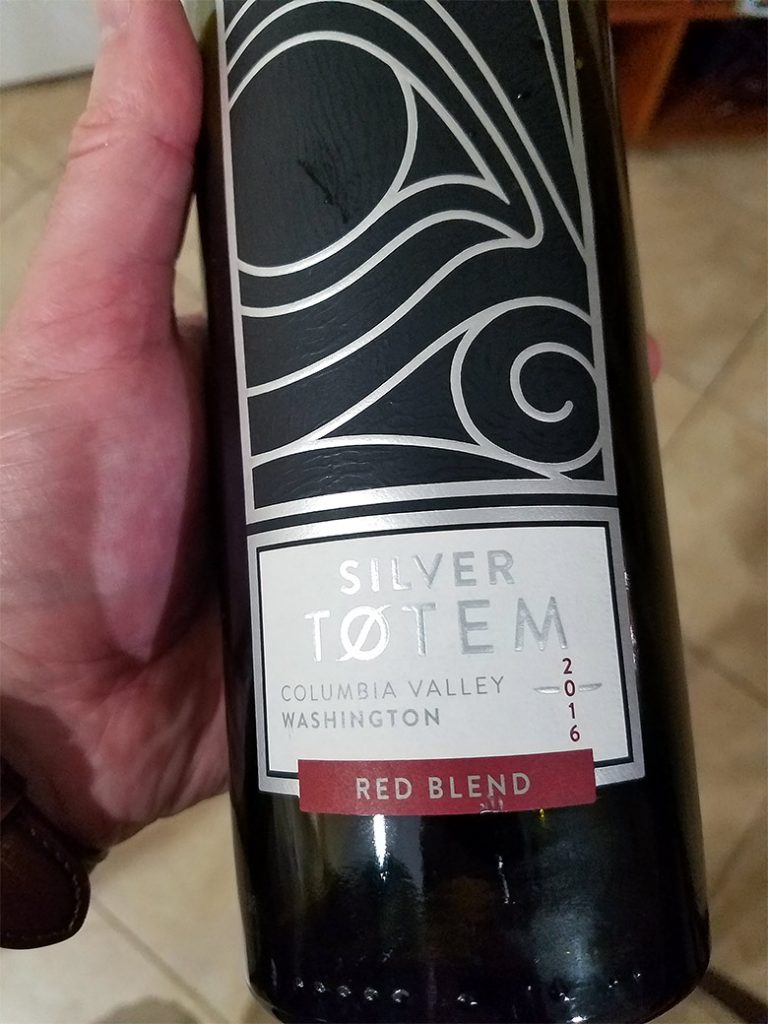 SILVER
TØTEM
COLUMBIA VALLEY
WASHINGTON
2016
RED BLEND